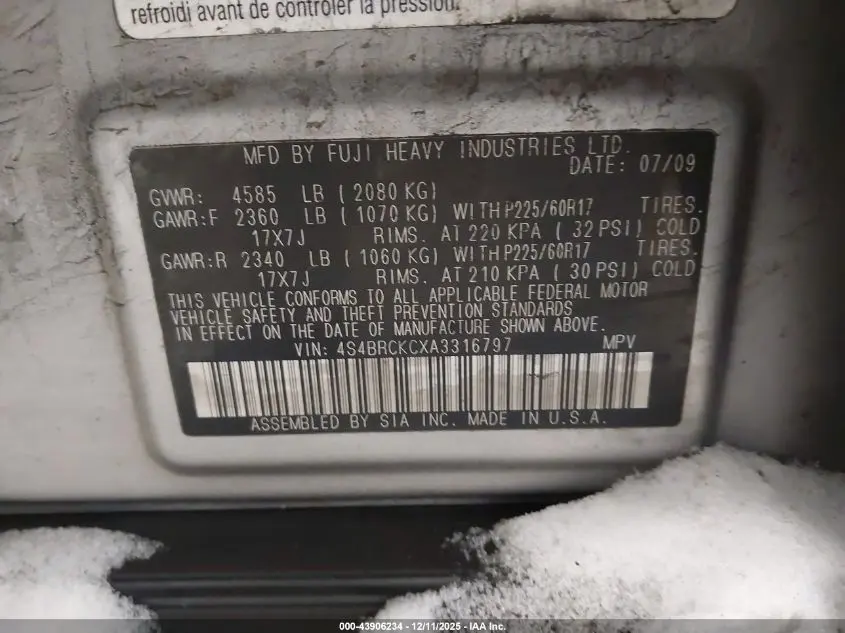 refroidi avant de contrôler la pression.
MFD BY FUJI HEAVY INDUSTRIES LTD.
DATE: 07/09
GVWR: 4585 LB ( 2080 KG)
GAWR:F 2360 LB ( 1070 KG) WITH P225/60R17 TIRES.
17X7J RIMS. AT 220 KPA ( 32 PSI) COLD
GAWR:R 2340 LB ( 1060 KG) WITH P225/60R17 TIRES.
17X7J RIMS. AT 210 KPA ( 30 PSI) COLD
THIS VEHICLE CONFORMS TO ALL APPLICABLE FEDERAL MOTOR
VEHICLE SAFETY AND THEFT PREVENTION STANDARDS
IN EFFECT ON THE DATE OF MANUFACTURE SHOWN ABOVE.
VIN: 4S4BRCKCXA3316797 MPV
ASSEMBLED BY SIA INC. MADE IN U.S.A.
000-43906234 - 12/11/2025 - Support - IAA Inc.